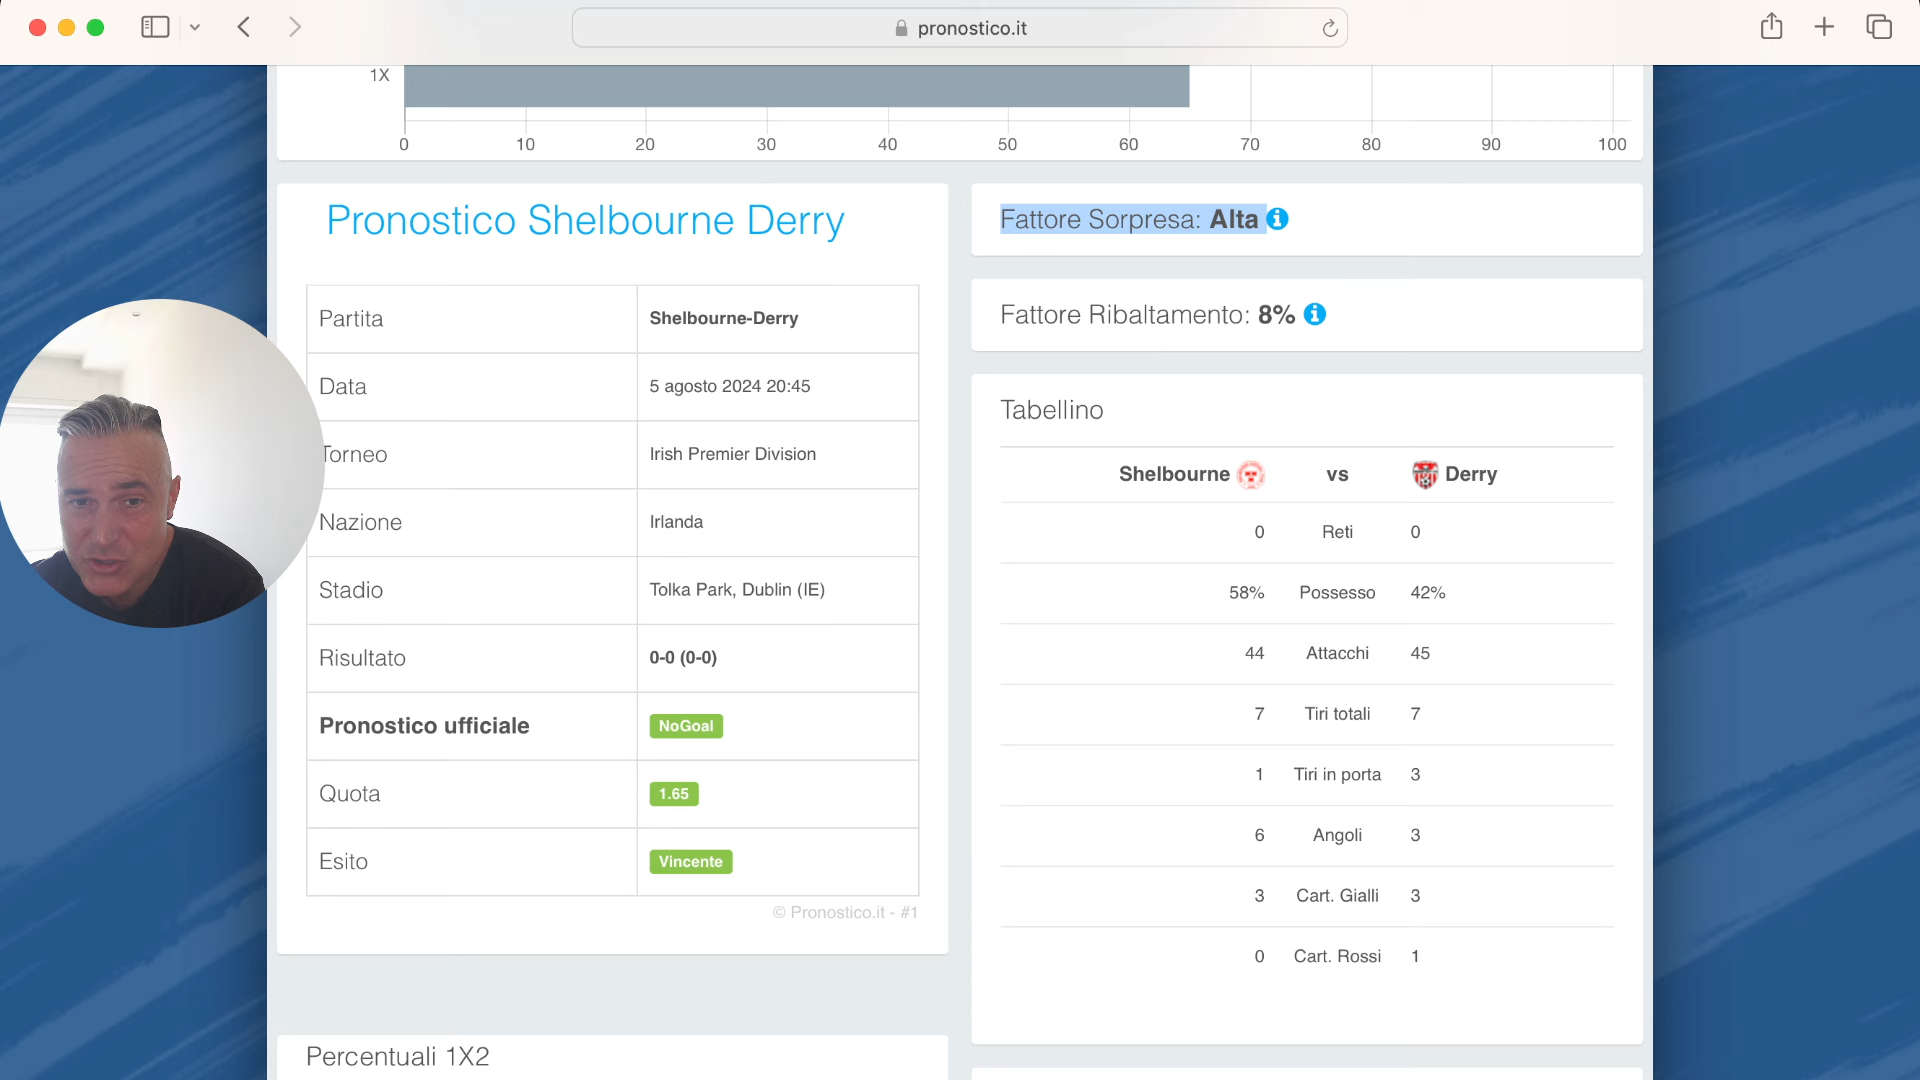 pronostico.it
1X
0 10 20 30 40 50 60 70 80 90 100
Pronostico Shelbourne Derry
Partita Shelbourne-Derry
Data 5 agosto 2024 20:45
Torneo Irish Premier Division
Nazione Irlanda
Stadio Tolka Park, Dublin (IE)
Risultato 0-0 (0-0)
Pronostico ufficiale NoGoal
Quota 1.65
Esito Vincente
© Pronostico.it - #1
Percentuali 1X2
Fattore Sorpresa: Alta
Fattore Ribaltamento: 8%
Tabellino
Shelbourne vs Derry
0 Reti 0
58% Possesso 42%
44 Attacchi 45
7 Tiri totali 7
1 Tiri in porta 3
6 Angoli 3
3 Cart. Gialli 3
0 Cart. Rossi 1